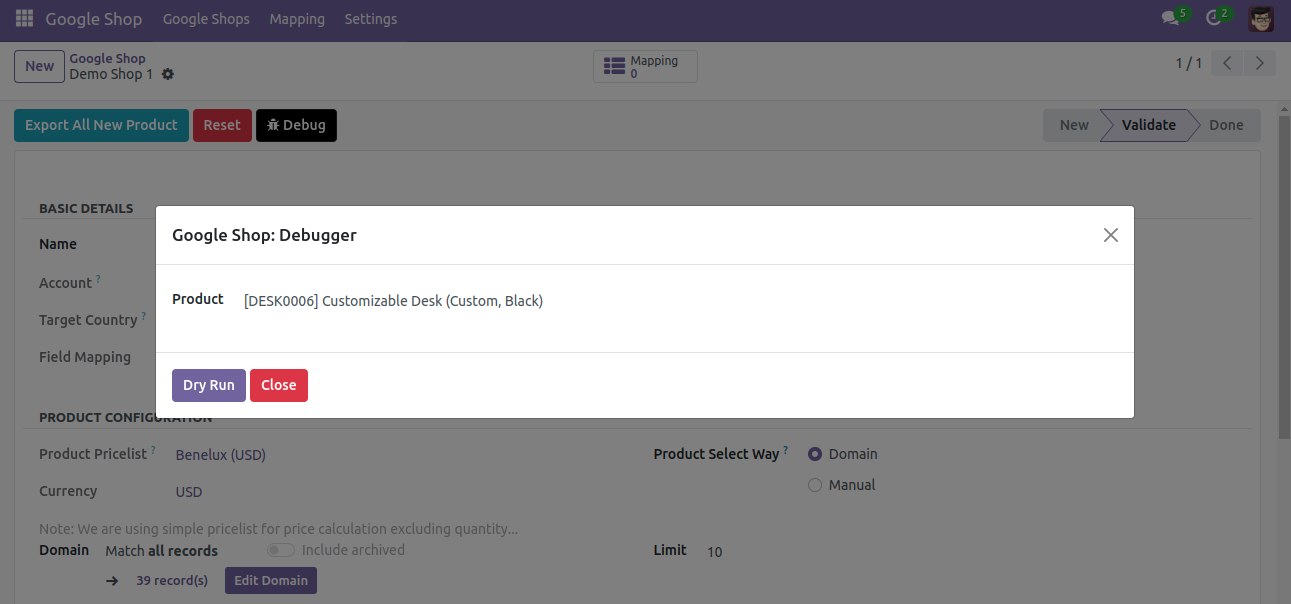 Google Shop Google Shops Mapping Settings 5 2
New Google Shop Mapping 1 / 1
Demo Shop 1 0
Export All New Product Reset Debug New Validate Done
BASIC DETAILS
Google Shop: Debugger
Name
Account ?
Product [DESK0006] Customizable Desk (Custom, Black)
Target Country ?
Field Mapping
Dry Run Close
PRODUCT CONFIGURATION
Product Pricelist ? Benelux (USD) Product Select Way ? Domain
Currency USD Manual
Note: We are using simple pricelist for price calculation excluding quantity...
Domain Match all records Include archived Limit 10
39 record(s) Edit Domain